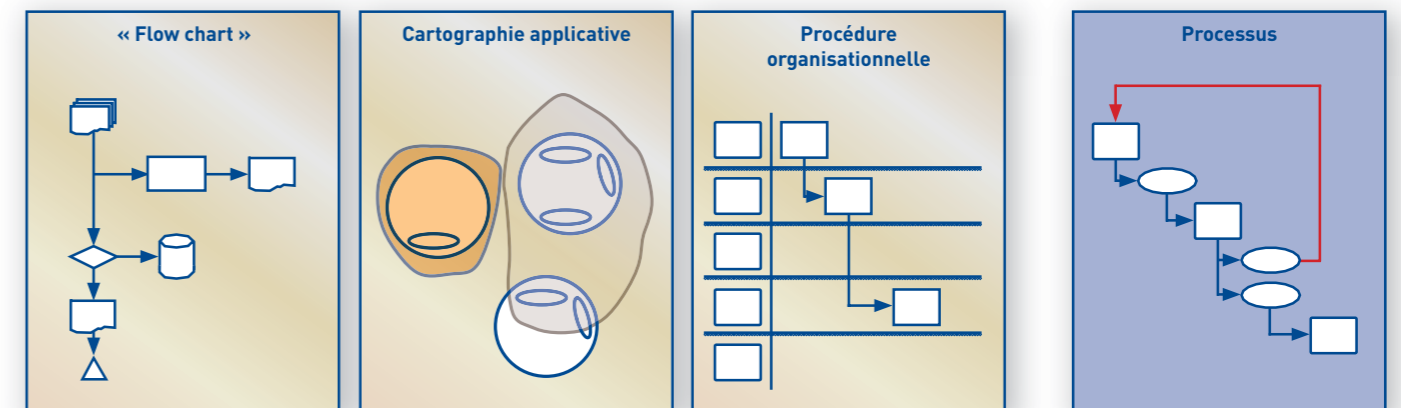 « Flow chart »
Cartographie applicative
Procédure
organisationnelle
Processus